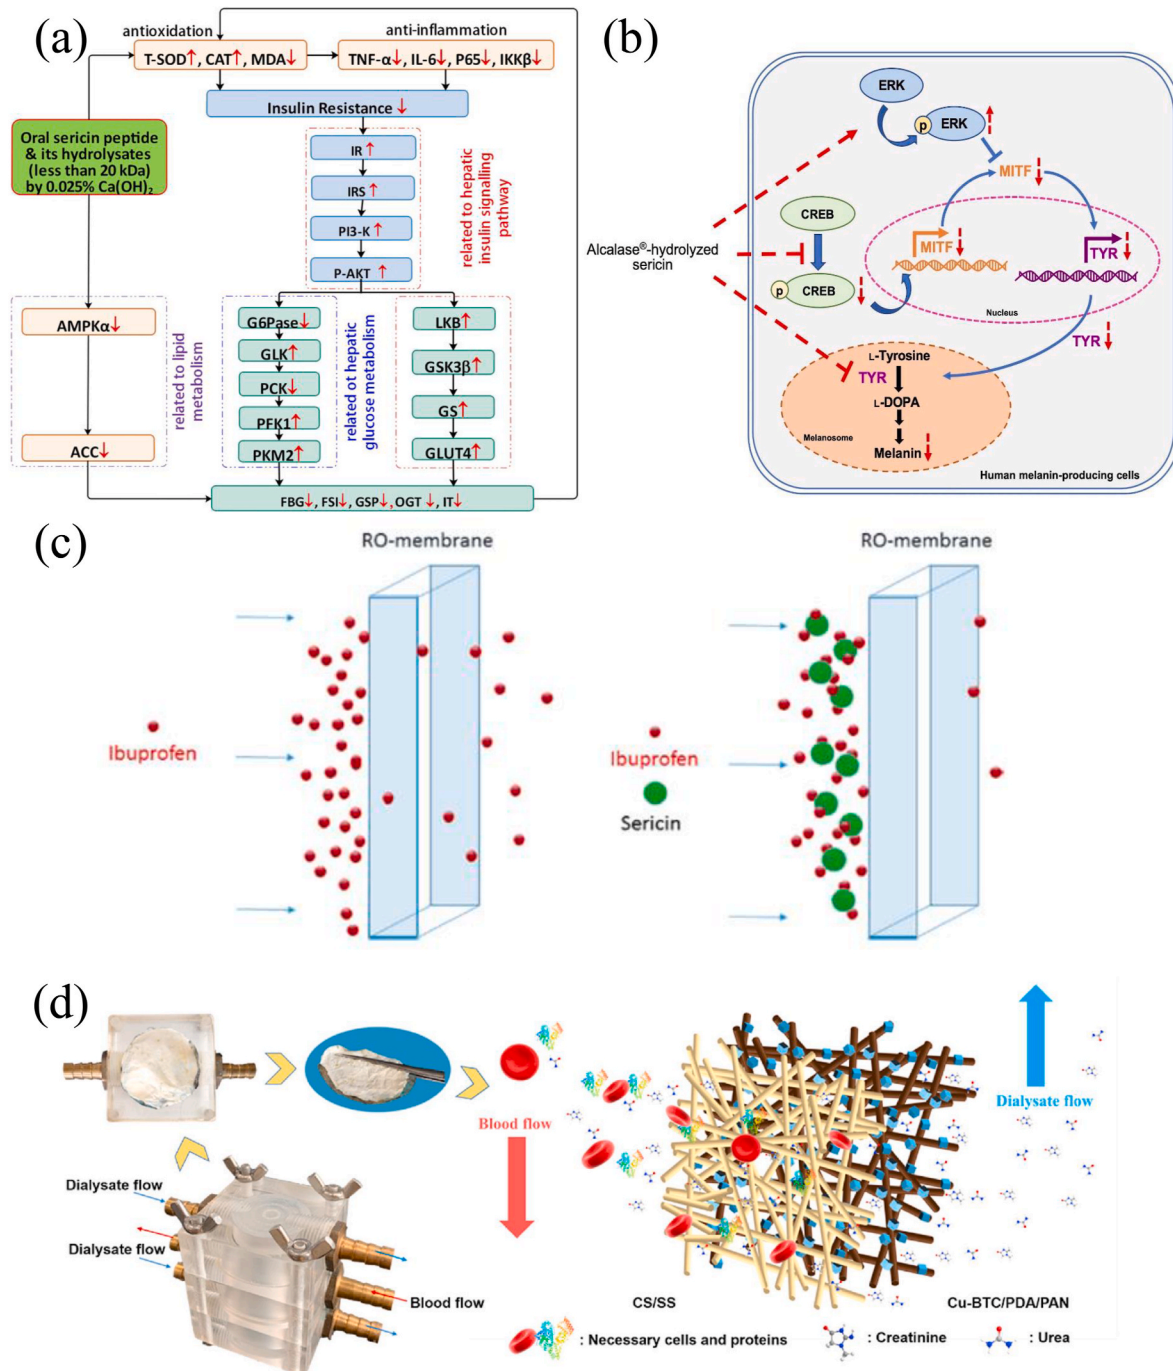 (a)
antioxidation
anti-inflammation
T-SOD↑, CAT↑, MDA↓
TNF-α↓, IL-6↓, P65↓, IKKβ↓
Insulin Resistance ↓
Oral sericin peptide
& its hydrolysates
(less than 20 kDa)
by 0.025% Ca(OH)₂
IR ↑
IRS ↑
PI3-K ↑
P-AKT ↑
related to hepatic
insulin signalling
pathway
AMPKα↓
ACC↓
related to lipid
metabolism
G6Pase↓
GLK↑
PCK↓
PFK1↑
PKM2↑
related ot hepatic
glucose metabolism
LKB↑
GSK3β↑
GS↑
GLUT4↑
FBG↓, FSI↓, GSP↓, OGT ↓, IT↓
(b)
ERK
p
ERK
MITF
CREB
MITF
TYR
Alcalase®-hydrolyzed
sericin
p
CREB
Nucleus
TYR
L-Tyrosine
TYR
L-DOPA
Melanosome
Melanin
Human melanin-producing cells
(c)
RO-membrane
RO-membrane
Ibuprofen
Ibuprofen
Sericin
(d)
Blood flow
Dialysate flow
Dialysate flow
Dialysate flow
Blood flow
CS/SS
Cu-BTC/PDA/PAN
: Necessary cells and proteins
: Creatinine
: Urea